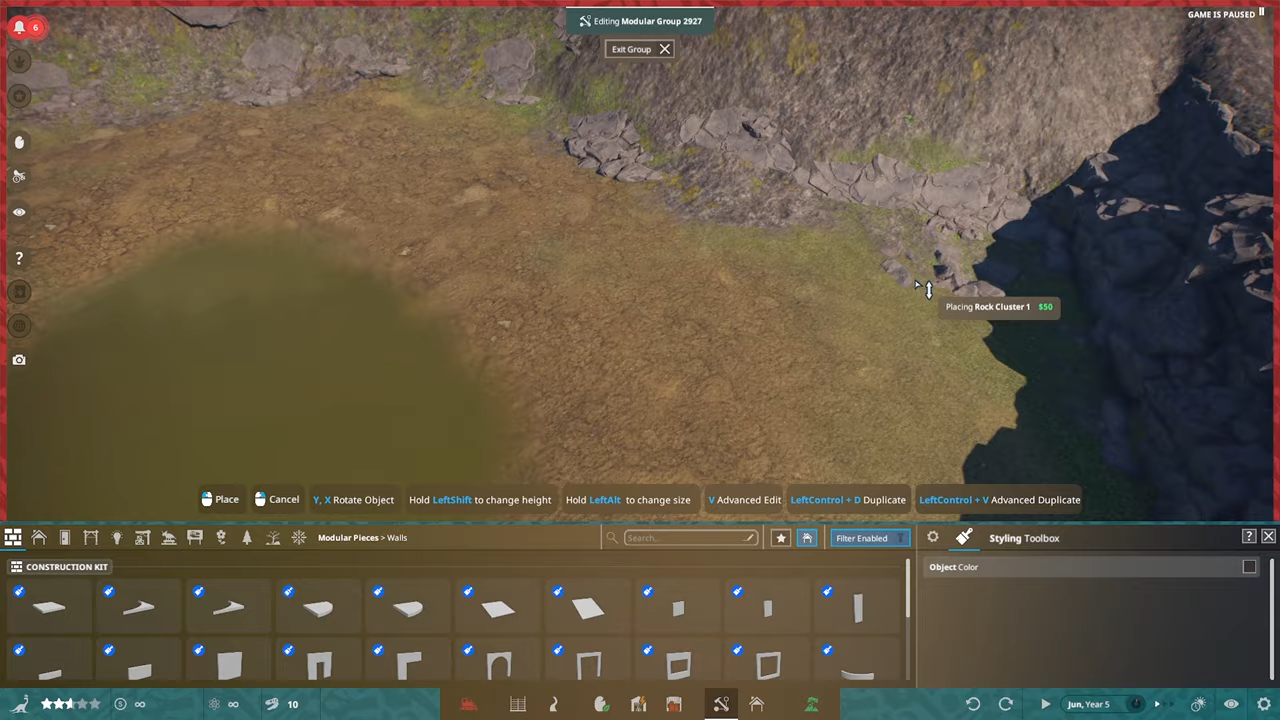 6
Editing Modular Group 2927
GAME IS PAUSED
Exit Group
?
Placing Rock Cluster 1 $50
Place
Cancel
Y, X Rotate Object
Hold LeftShift to change height
Hold LeftAlt to change size
V Advanced Edit
LeftControl + D Duplicate
LeftControl + V Advanced Duplicate
Modular Pieces > Walls
Search...
Filter Enabled
Styling Toolbox
?
CONSTRUCTION KIT
Object Color
∞
∞
10
Jun, Year 5